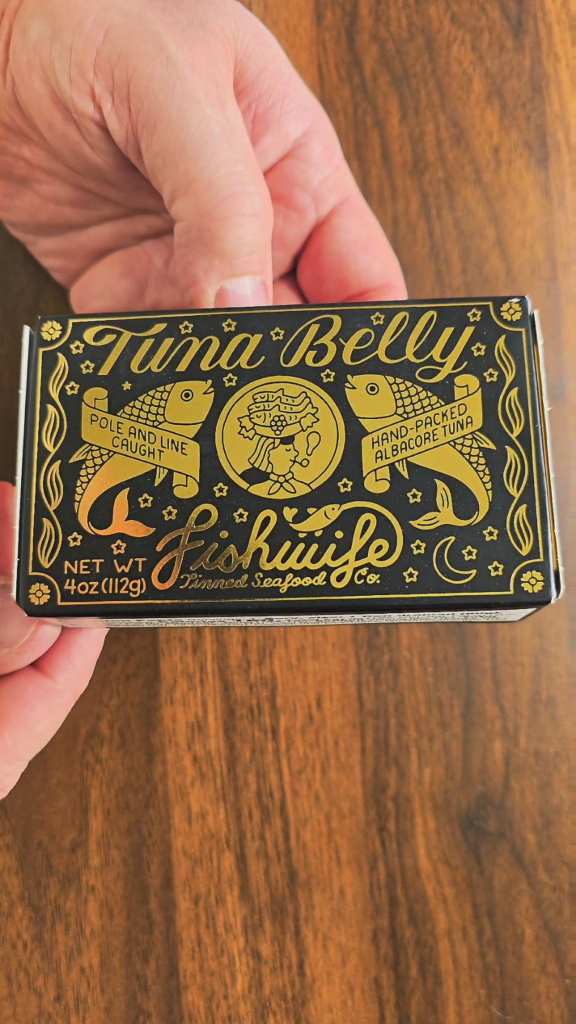 Tuna Belly
POLE AND LINE
CAUGHT
HAND-PACKED
ALBACORE TUNA
Fishwife
Tinned Seafood Co.
NET WT
4oz(112g)